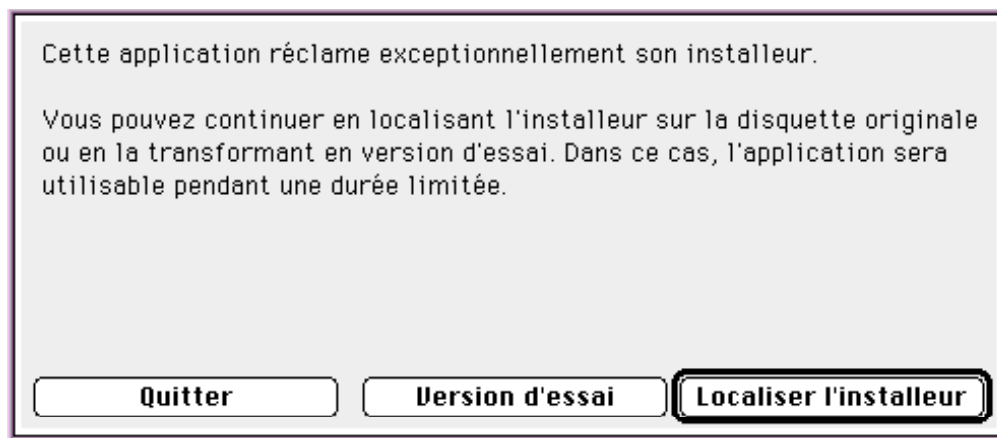 Cette application réclame exceptionnellement son installeur.
Vous pouvez continuer en localisant l'installeur sur la disquette originale
ou en la transformant en version d'essai. Dans ce cas, l'application sera
utilisable pendant une durée limitée.
Quitter
Version d'essai
Localiser l'installeur